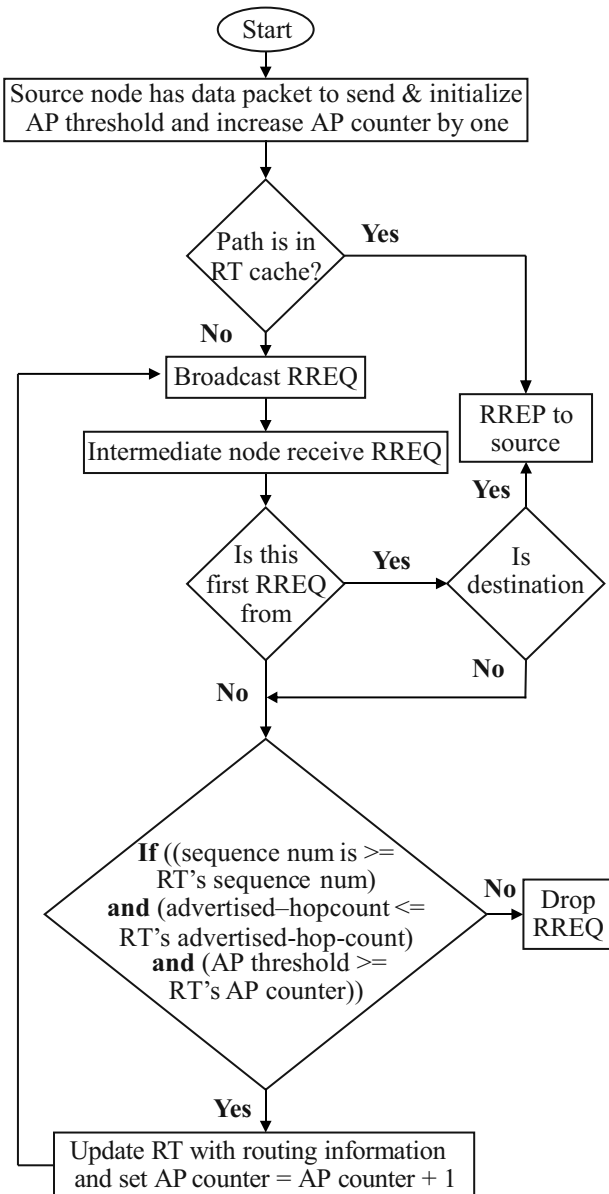 Start
Source node has data packet to send & initialize
AP threshold and increase AP counter by one
Path is in
RT cache?
Yes
No
Broadcast RREQ
RREP to
source
Intermediate node receive RREQ
Yes
Is this
first RREQ
from
Yes
Is
destination
No
No
If ((sequence num is >=
RT's sequence num)
and (advertised–hopcount <=
RT's advertised-hop-count)
and (AP threshold >=
RT's AP counter))
No
Drop
RREQ
Yes
Update RT with routing information
and set AP counter = AP counter + 1